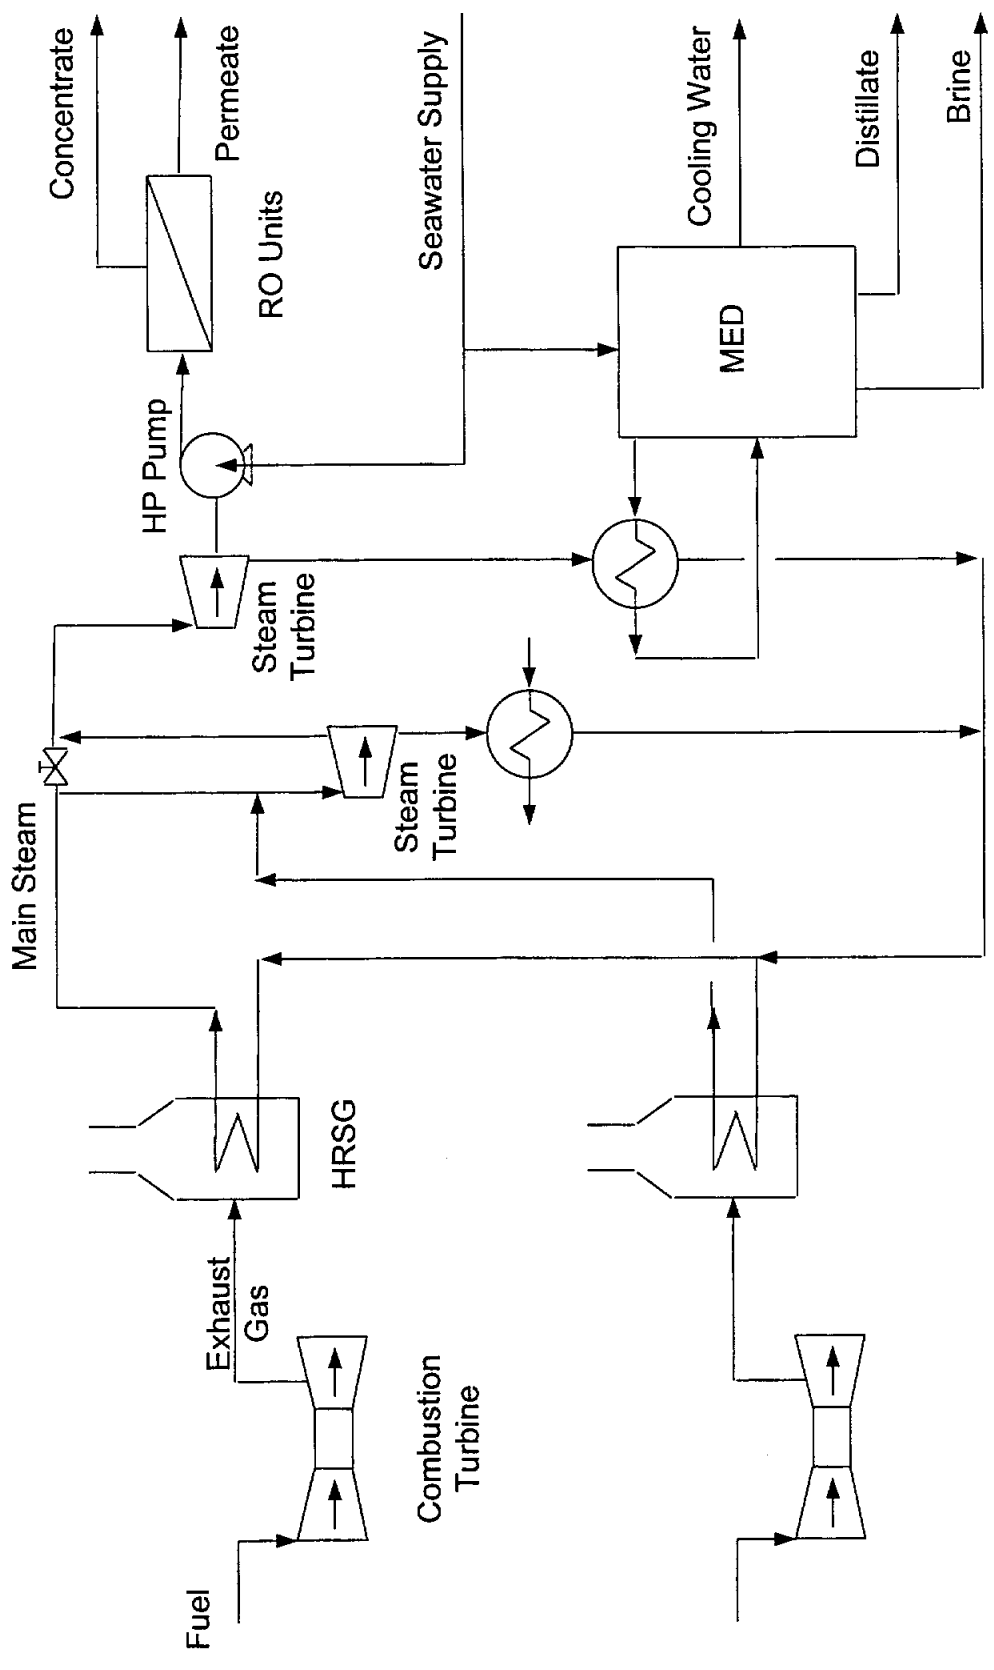 Fuel
Exhaust
Gas
Combustion
Turbine
HRSG
Main Steam
Steam
Turbine
Steam
Turbine
HP Pump
RO Units
Concentrate
Permeate
Seawater Supply
MED
Cooling Water
Distillate
Brine